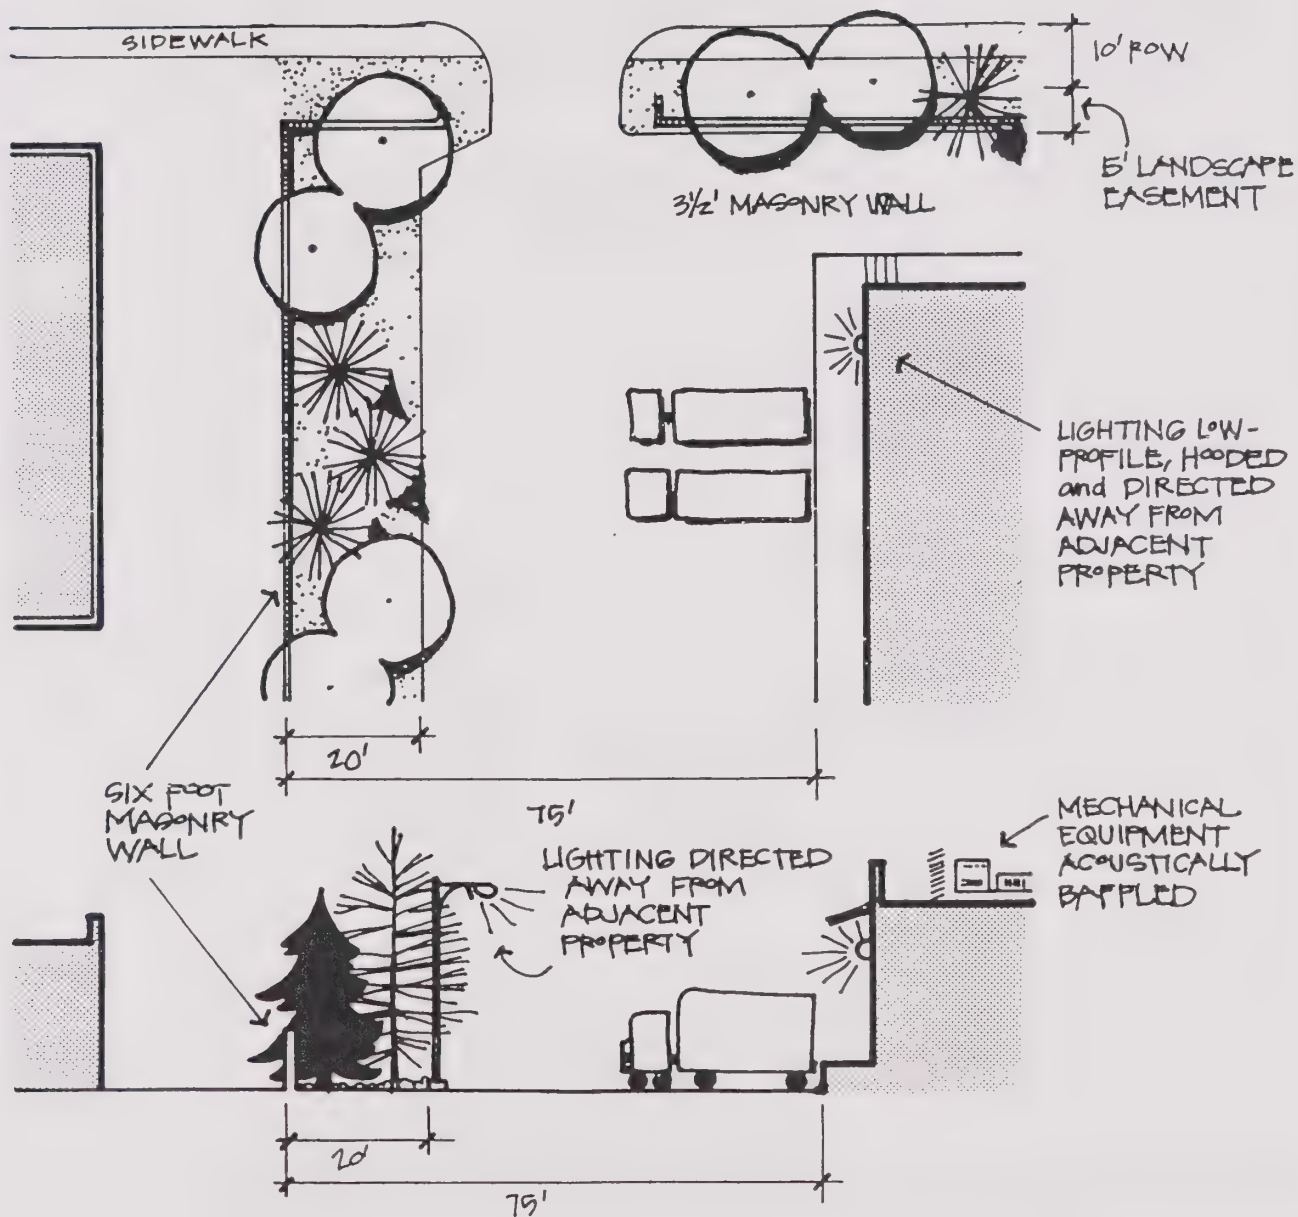 SIDEWALK
10' ROW
5' LANDSCAPE
EASEMENT
3½' MASONRY WALL
LIGHTING LOW-
PROFILE, HOODED
and DIRECTED
AWAY FROM
ADJACENT
PROPERTY
20'
75'
SIX FOOT
MASONRY
WALL
LIGHTING DIRECTED
AWAY FROM
ADJACENT
PROPERTY
MECHANICAL
EQUIPMENT
ACOUSTICALLY
BAFFLED
20'
75'